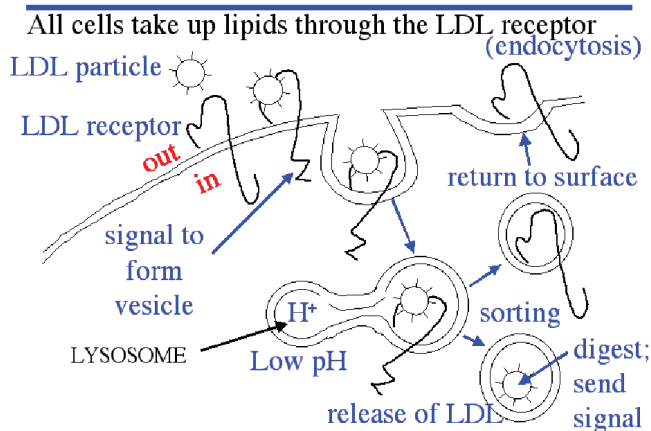 All cells take up lipids through the LDL receptor
(endocytosis)
LDL particle
LDL receptor
out
in
return to surface
signal to
form
vesicle
H+
sorting
LYSOSOME
Low pH
digest;
send
signal
release of LDL